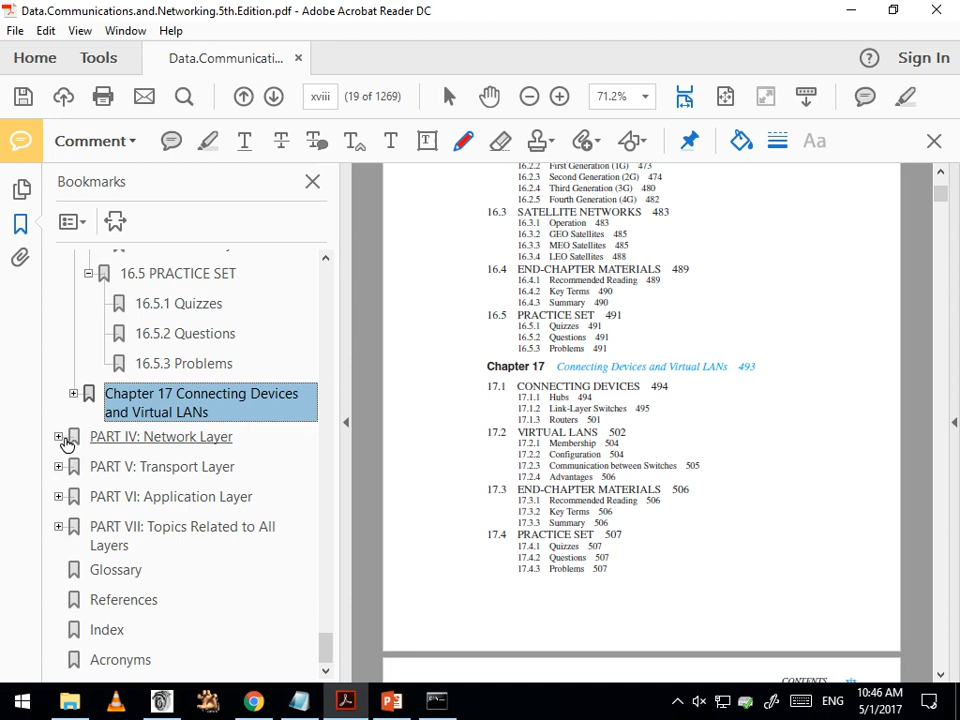 Data.Communications.and.Networking.5th.Edition.pdf - Adobe Acrobat Reader DC
File Edit View Window Help
Home Tools Data.Communicati... × Sign In
xviii (19 of 1269) 71.2%
Comment
Bookmarks
16.5 PRACTICE SET
16.5.1 Quizzes
16.5.2 Questions
16.5.3 Problems
Chapter 17 Connecting Devices
and Virtual LANs
PART IV: Network Layer
PART V: Transport Layer
PART VI: Application Layer
PART VII: Topics Related to All
Layers
Glossary
References
Index
Acronyms
16.2.2 First Generation (1G) 473
16.2.3 Second Generation (2G) 474
16.2.4 Third Generation (3G) 480
16.2.5 Fourth Generation (4G) 482
16.3 SATELLITE NETWORKS 483
16.3.1 Operation 483
16.3.2 GEO Satellites 485
16.3.3 MEO Satellites 485
16.3.4 LEO Satellites 488
16.4 END-CHAPTER MATERIALS 489
16.4.1 Recommended Reading 489
16.4.2 Key Terms 490
16.4.3 Summary 490
16.5 PRACTICE SET 491
16.5.1 Quizzes 491
16.5.2 Questions 491
16.5.3 Problems 491
Chapter 17 Connecting Devices and Virtual LANs 493
17.1 CONNECTING DEVICES 494
17.1.1 Hubs 494
17.1.2 Link-Layer Switches 495
17.1.3 Routers 501
17.2 VIRTUAL LANS 502
17.2.1 Membership 504
17.2.2 Configuration 504
17.2.3 Communication between Switches 505
17.2.4 Advantages 506
17.3 END-CHAPTER MATERIALS 506
17.3.1 Recommended Reading 506
17.3.2 Key Terms 506
17.3.3 Summary 506
17.4 PRACTICE SET 507
17.4.1 Quizzes 507
17.4.2 Questions 507
17.4.3 Problems 507
CONTENTS xix
ENG
10:46 AM
5/1/2017